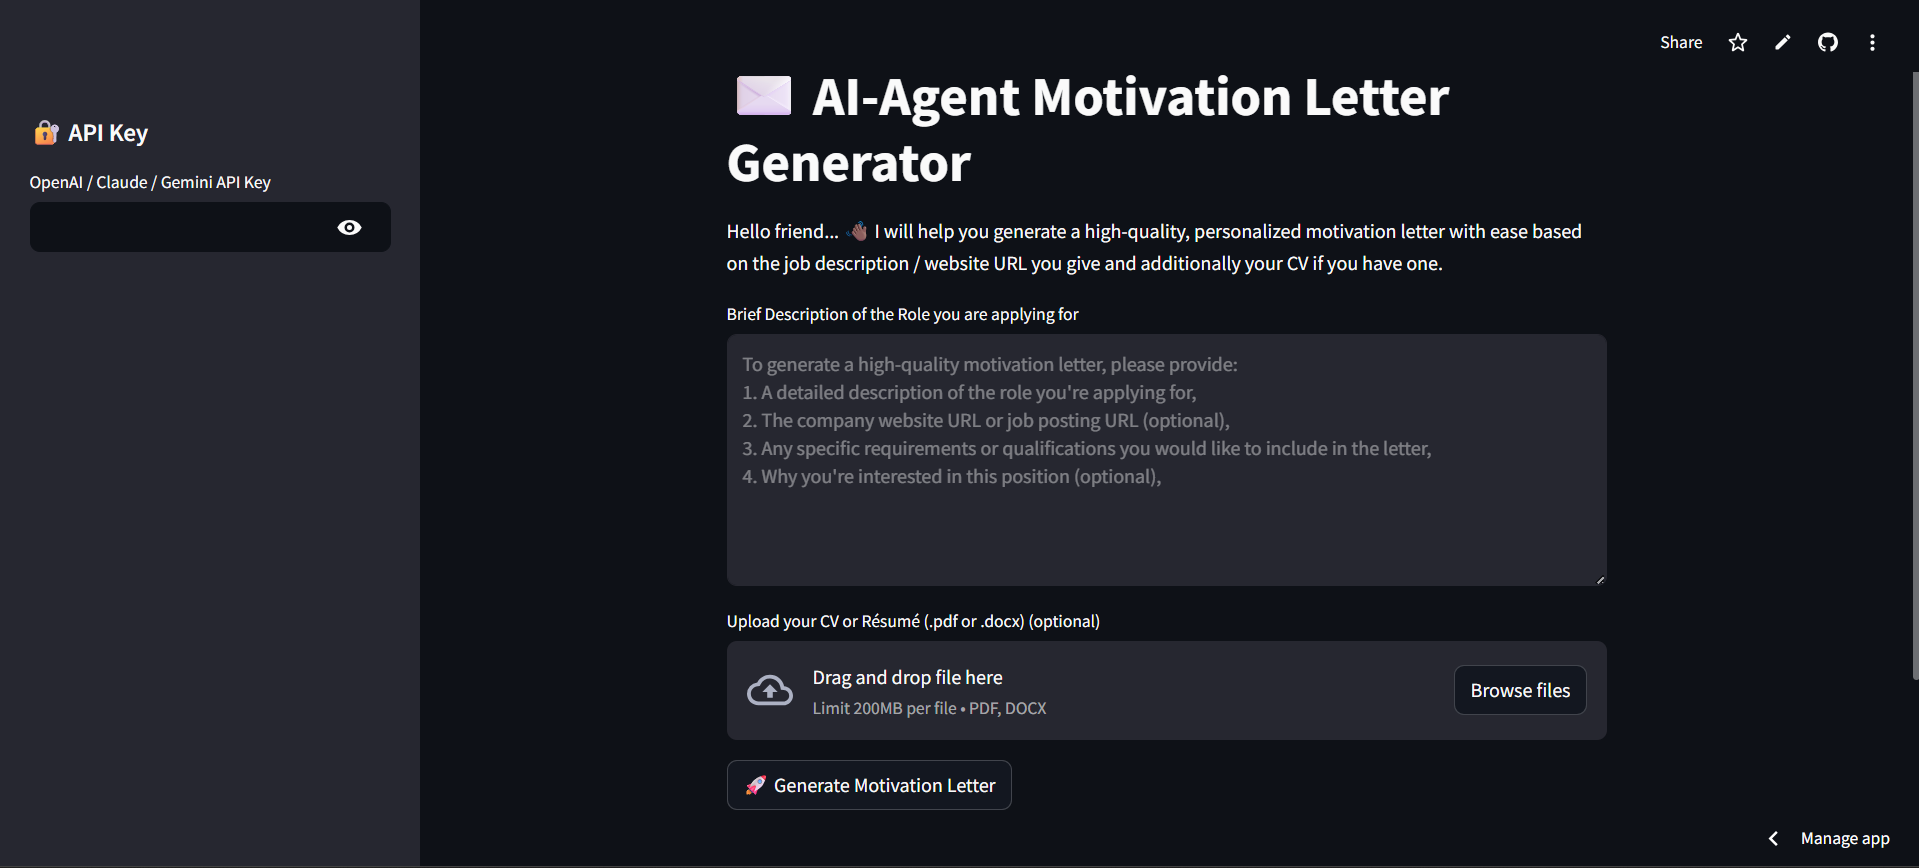 Share
🔐 API Key
OpenAI / Claude / Gemini API Key
✉️ AI-Agent Motivation Letter
Generator
Hello friend... 👋🏿 I will help you generate a high-quality, personalized motivation letter with ease based
on the job description / website URL you give and additionally your CV if you have one.
Brief Description of the Role you are applying for
To generate a high-quality motivation letter, please provide:
1. A detailed description of the role you're applying for,
2. The company website URL or job posting URL (optional),
3. Any specific requirements or qualifications you would like to include in the letter,
4. Why you're interested in this position (optional),
Upload your CV or Résumé (.pdf or .docx) (optional)
Drag and drop file here
Limit 200MB per file • PDF, DOCX
Browse files
🚀 Generate Motivation Letter
Manage app